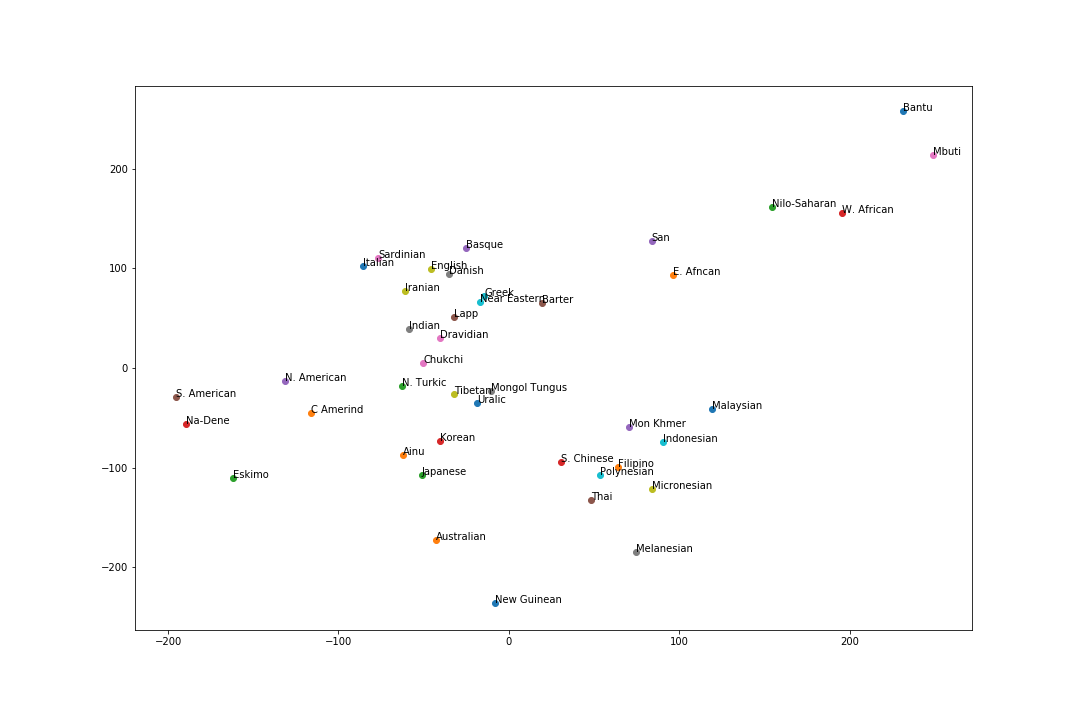 Bantu
Mbuti
200
Nilo-Saharan
W. African
San
Basque
Sardinian
Italian
English
Danish
100
E. Afncan
Iranian
Greek
Near Eastern
Barter
Lapp
Indian
Dravidian
Chukchi
0
N. American
N. Turkic
Mongol Tungus
Tibetan
S. American
Uralic
Malaysian
C Amerind
Na-Dene
Mon Khmer
Korean
Indonesian
Ainu
S. Chinese
Filipino
−100
Eskimo
Japanese
Polynesian
Micronesian
Thai
Australian
Melanesian
−200
New Guinean
−200
−100
0
100
200